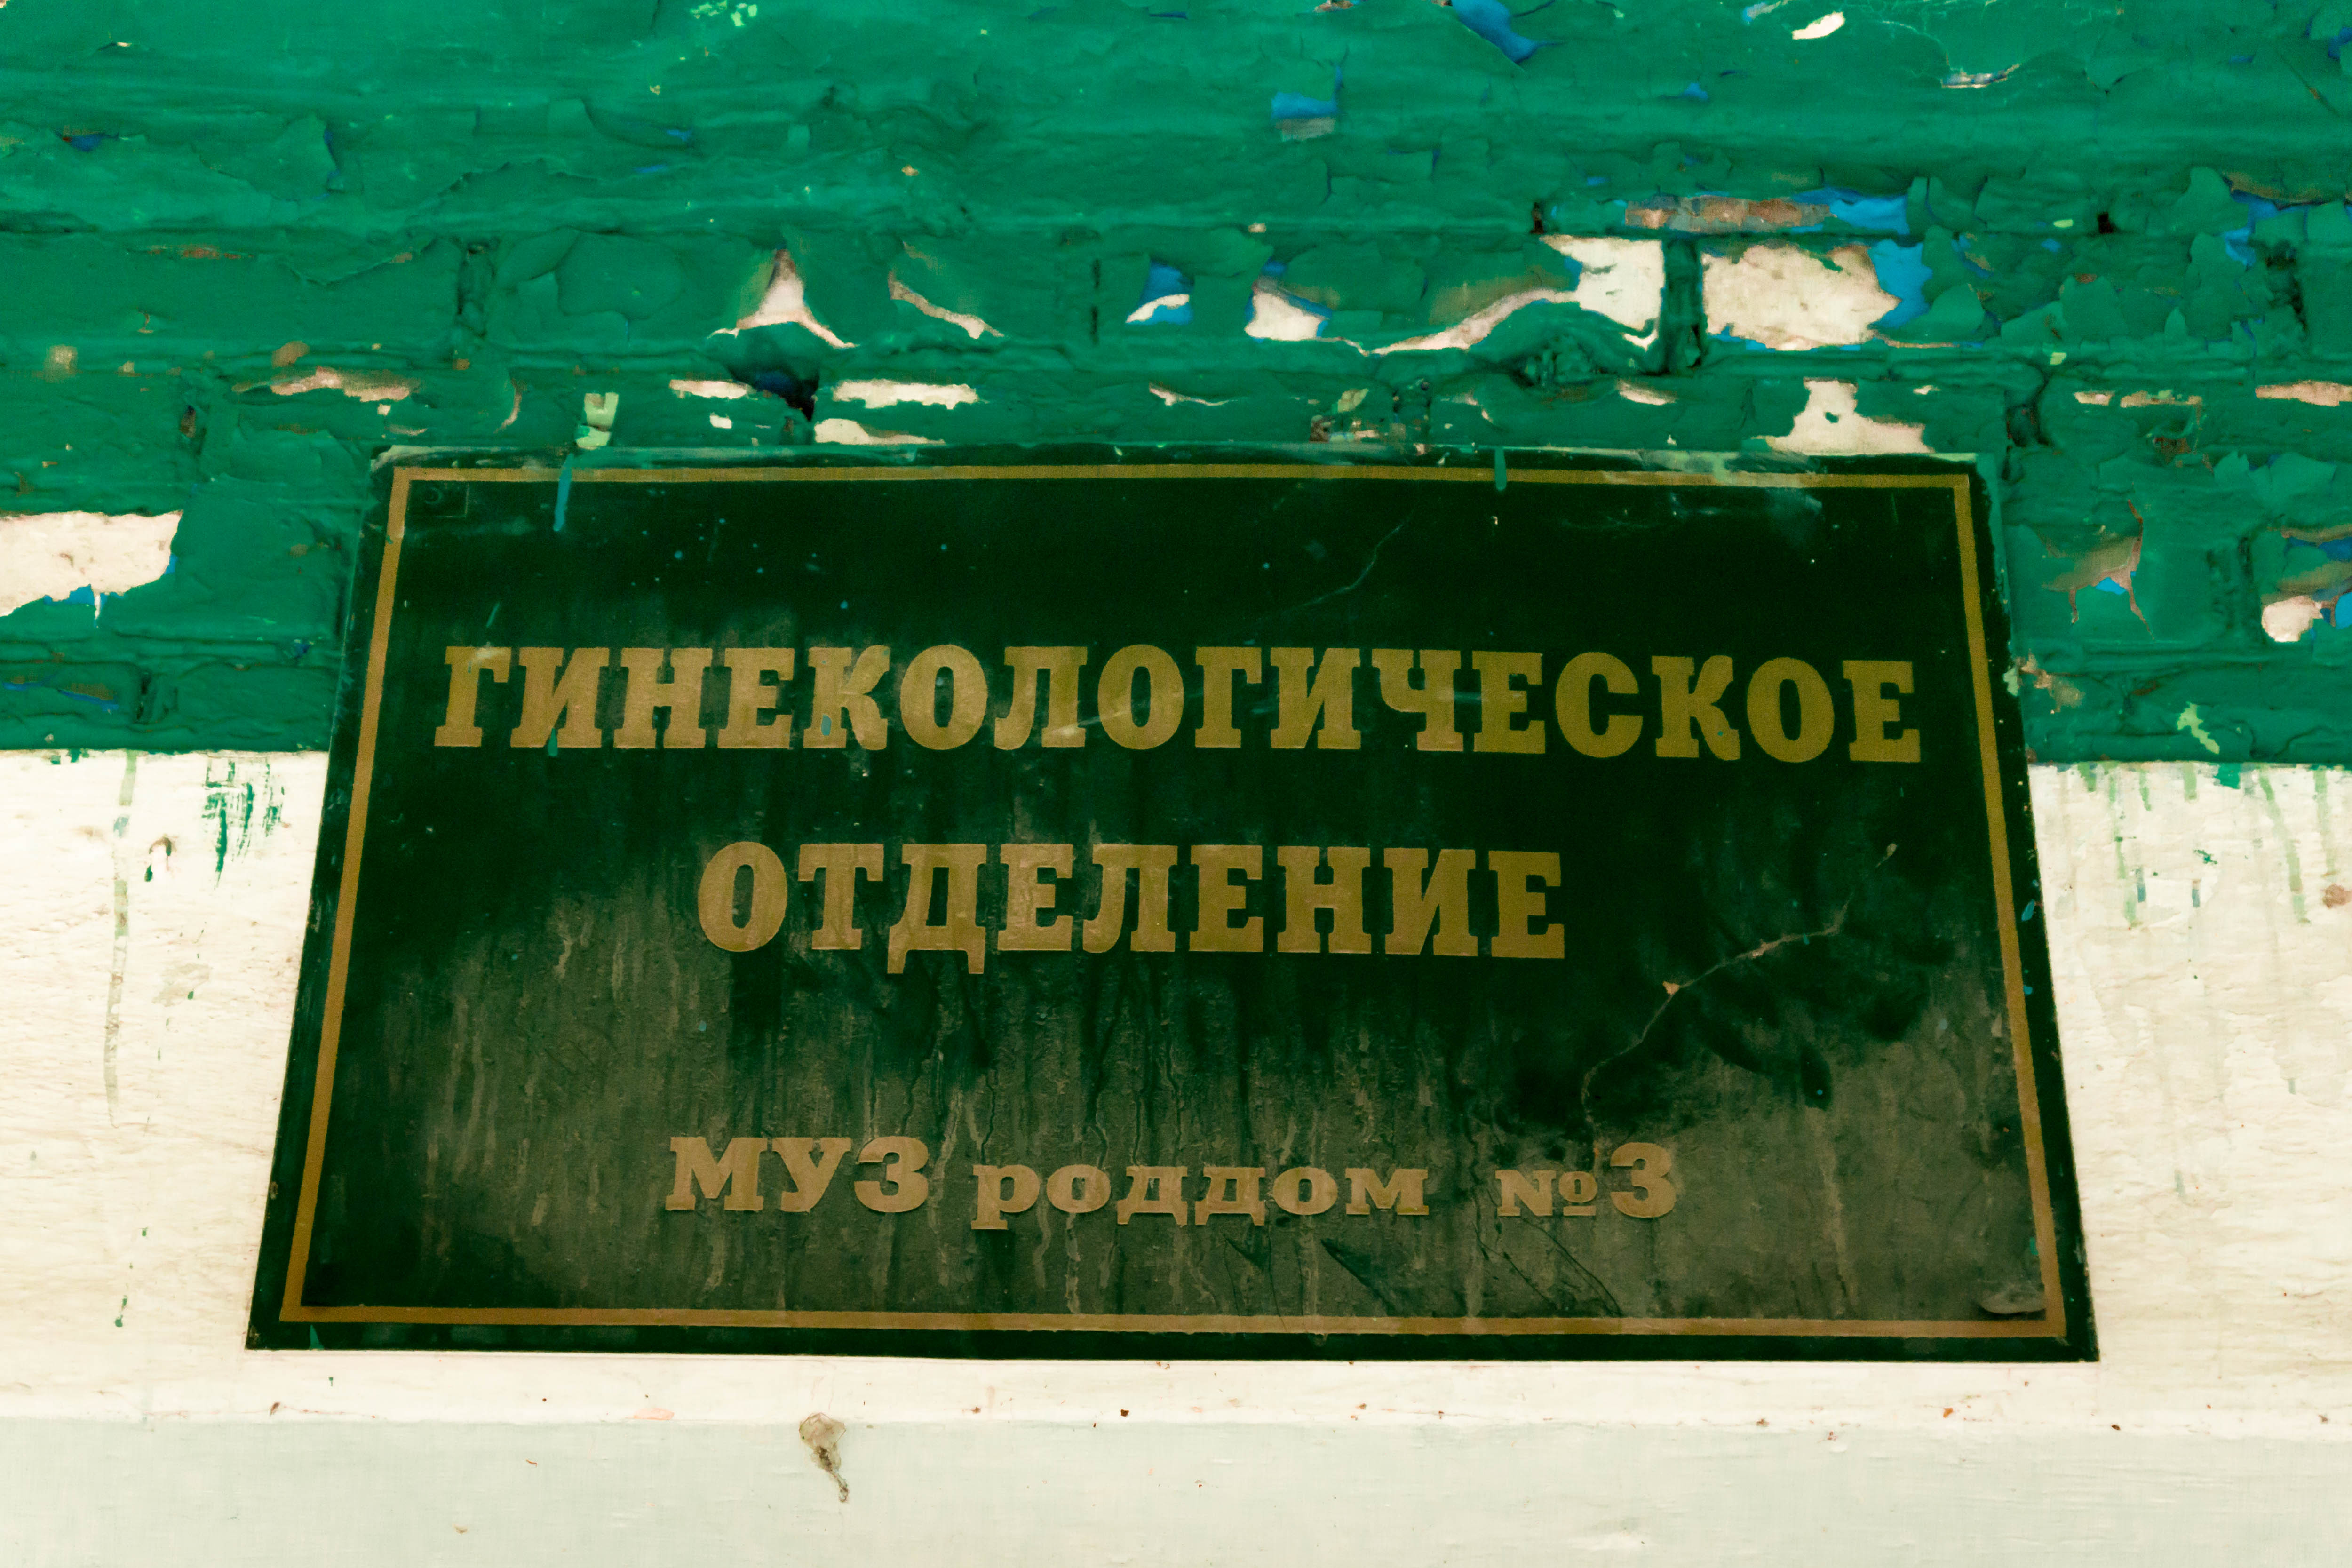 ГИНЕКОЛОГИЧЕСКОЕ
ОТДЕЛЕНИЕ
МУЗ роддом №3